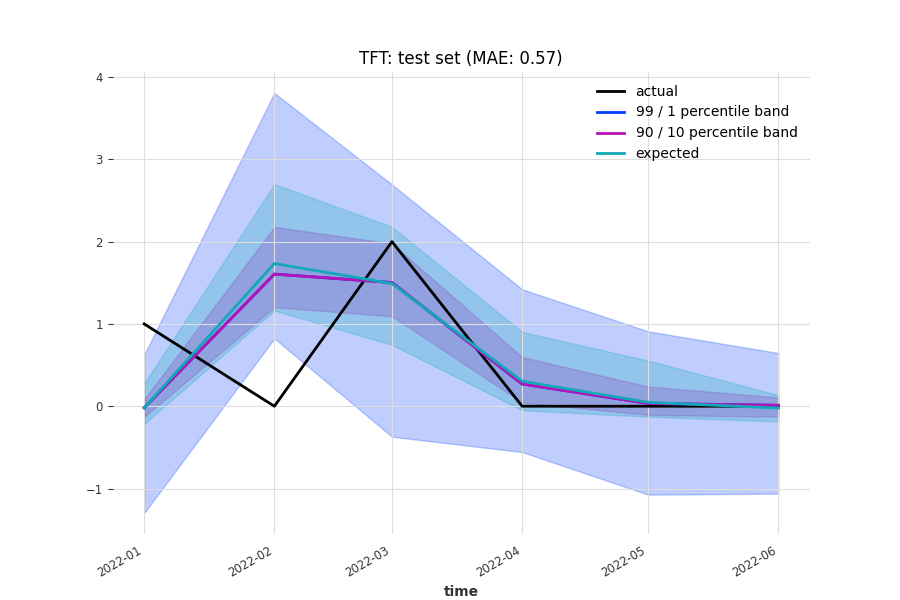 TFT: test set (MAE: 0.57)
4
3
2
1
0
−1
actual
99 / 1 percentile band
90 / 10 percentile band
expected
2022-01
2022-02
2022-03
2022-04
2022-05
2022-06
time